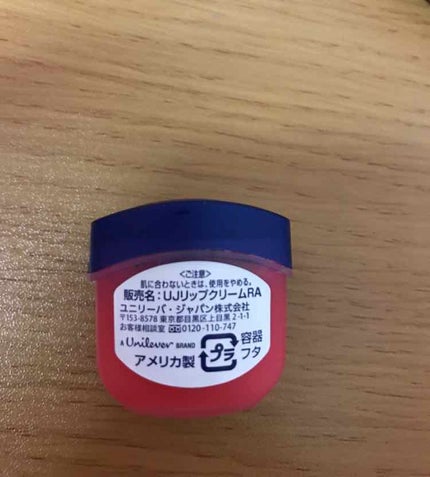 <ご注意>
肌に合わないときは、使用をやめる。
販売名：UJリップクリームRA
ユニリーバ・ジャパン株式会社
〒153-8578 東京都目黒区上目黒2-1-1
お客様相談室 0120-110-747
A Unilever BRAND
アメリカ製
プラ
容器
フタ